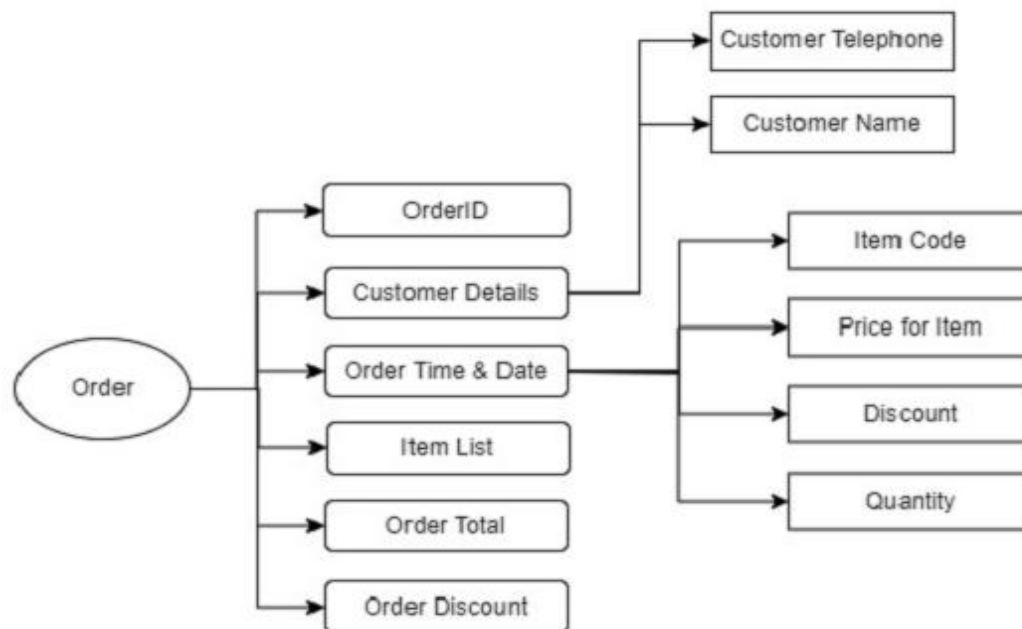 Customer Telephone
Customer Name
OrderID
Item Code
Customer Details
Price for Item
Order Time & Date
Order
Discount
Item List
Quantity
Order Total
Order Discount